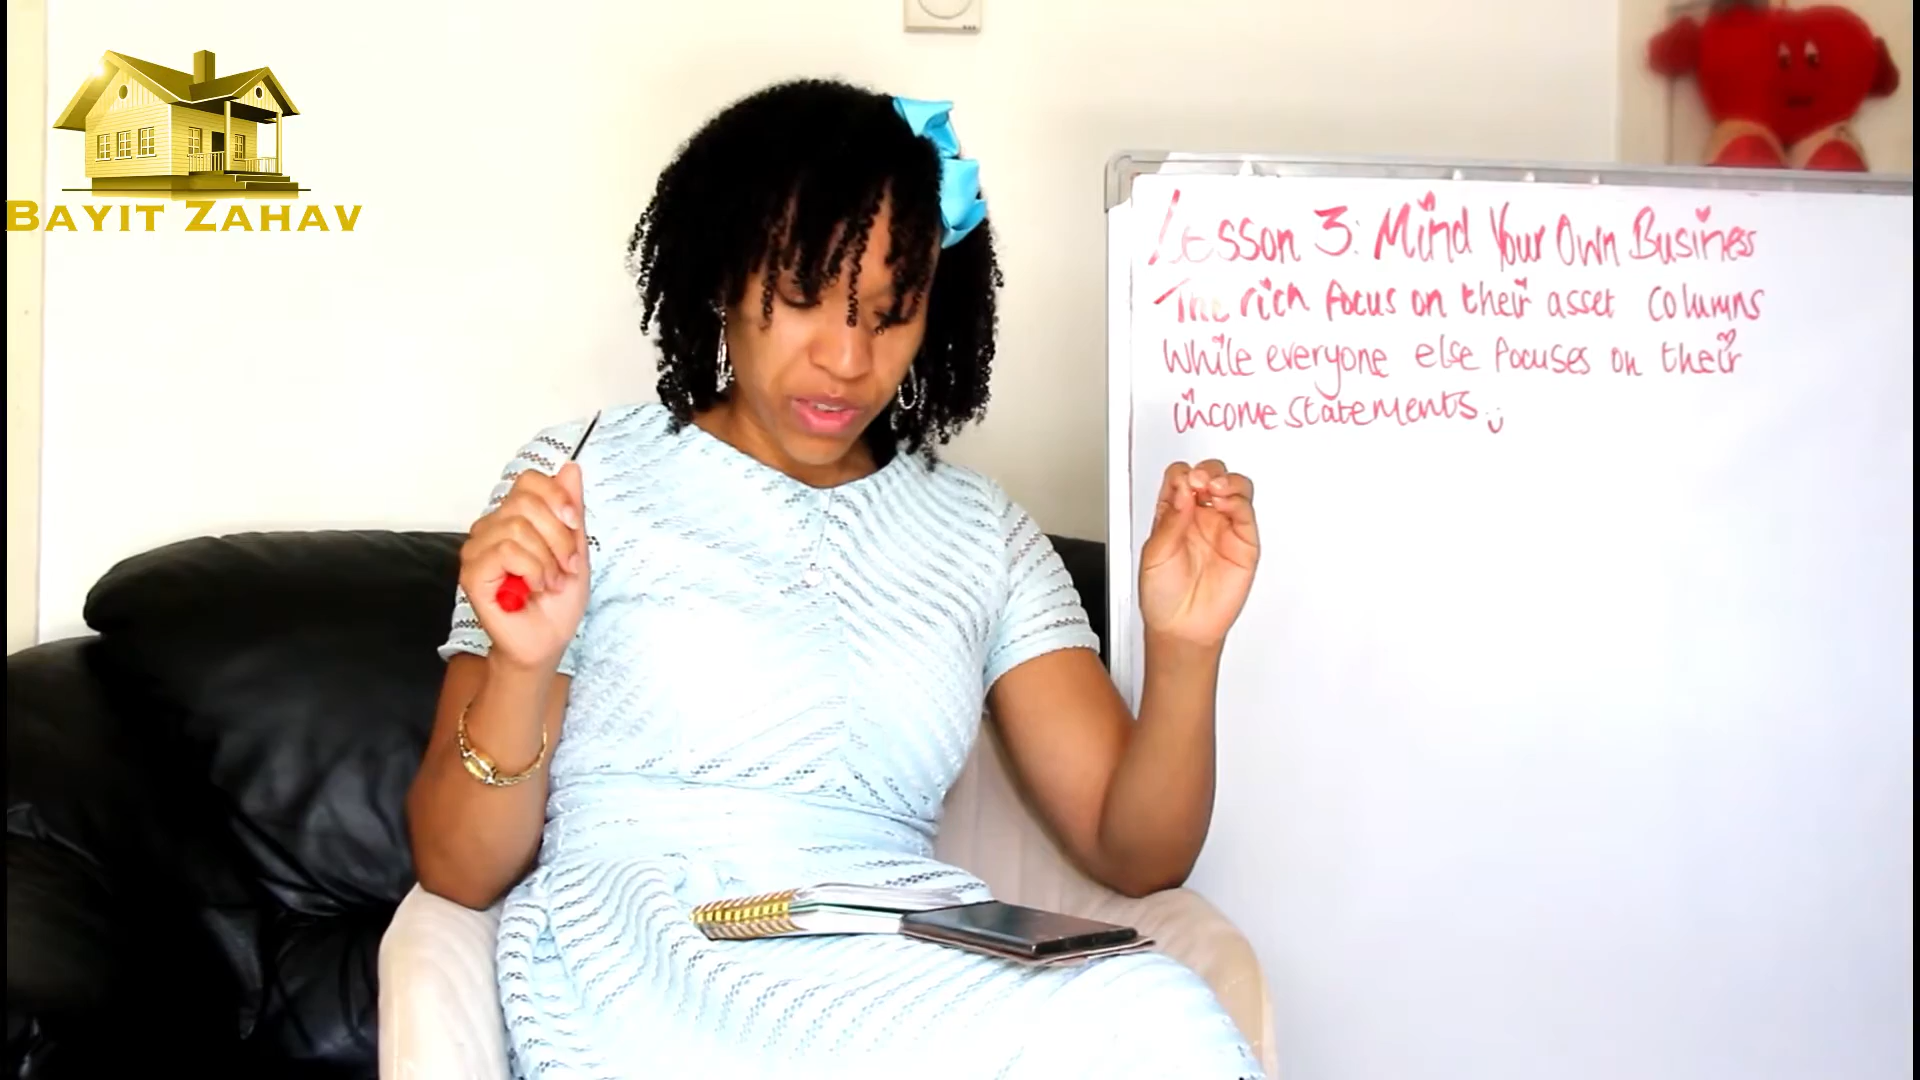 BAYIT ZAHAV
Lesson 3: Mind Your Own Business
The rich focus on their asset columns
While everyone else focuses on their
income statements.